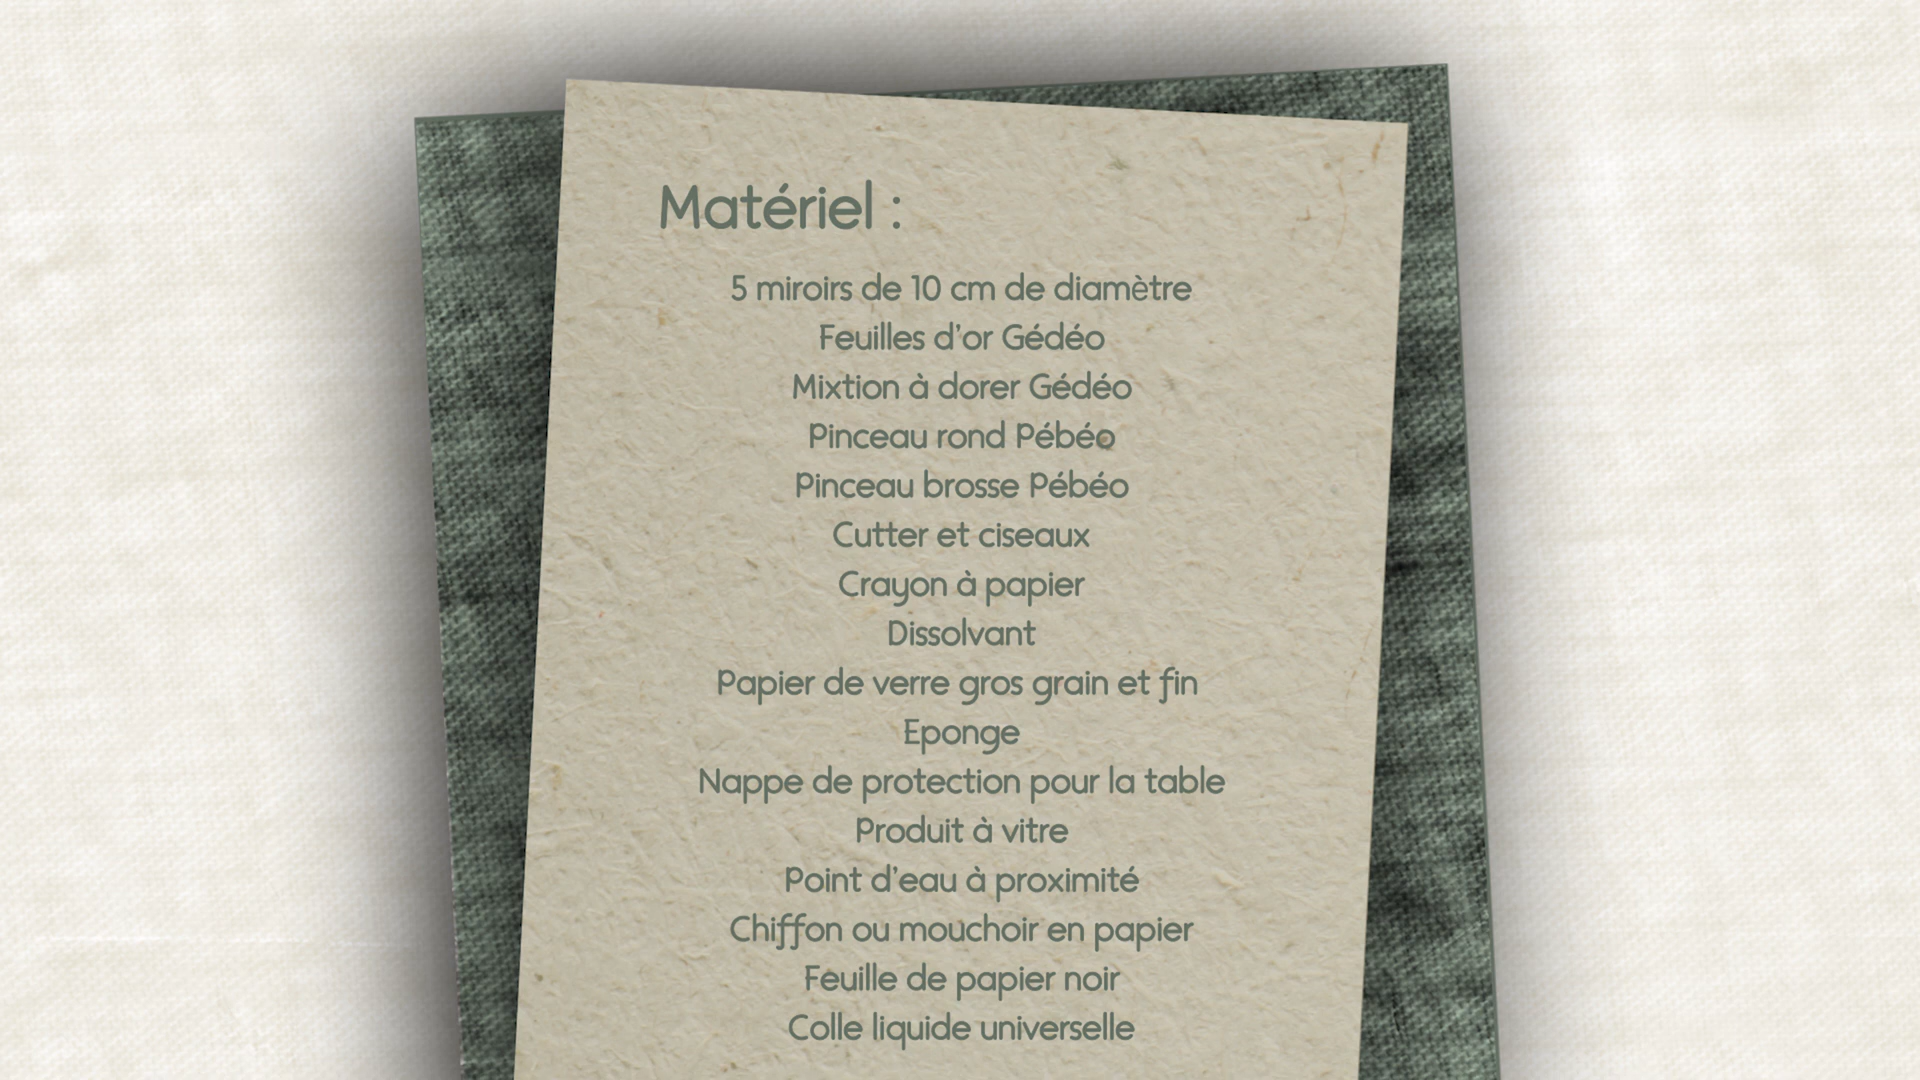 Matériel :
5 miroirs de 10 cm de diamètre
Feuilles d'or Gédéo
Mixtion à dorer Gédéo
Pinceau rond Pébéo
Pinceau brosse Pébéo
Cutter et ciseaux
Crayon à papier
Dissolvant
Papier de verre gros grain et fin
Eponge
Nappe de protection pour la table
Produit à vitre
Point d'eau à proximité
Chiffon ou mouchoir en papier
Feuille de papier noir
Colle liquide universelle